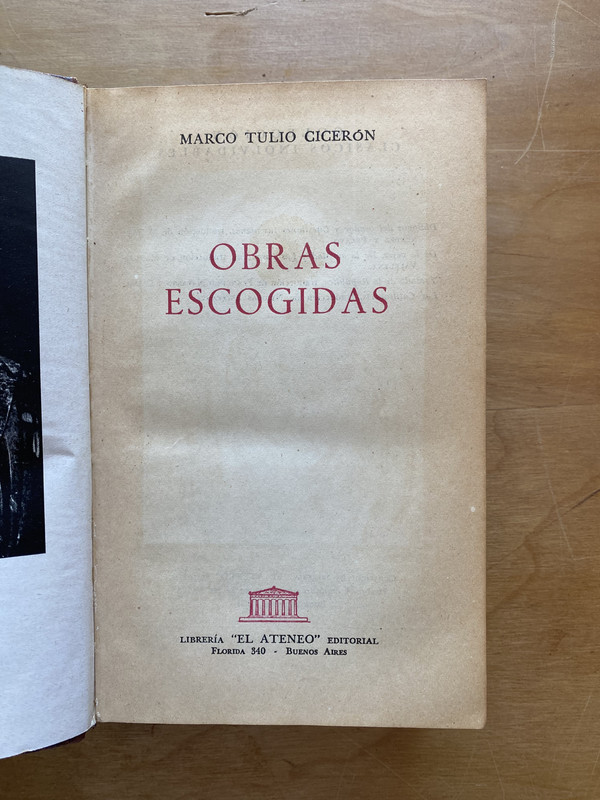 MARCO TULIO CICERÓN
OBRAS
ESCOGIDAS
LIBRERÍA "EL ATENEO" EDITORIAL
FLORIDA 340 - BUENOS AIRES